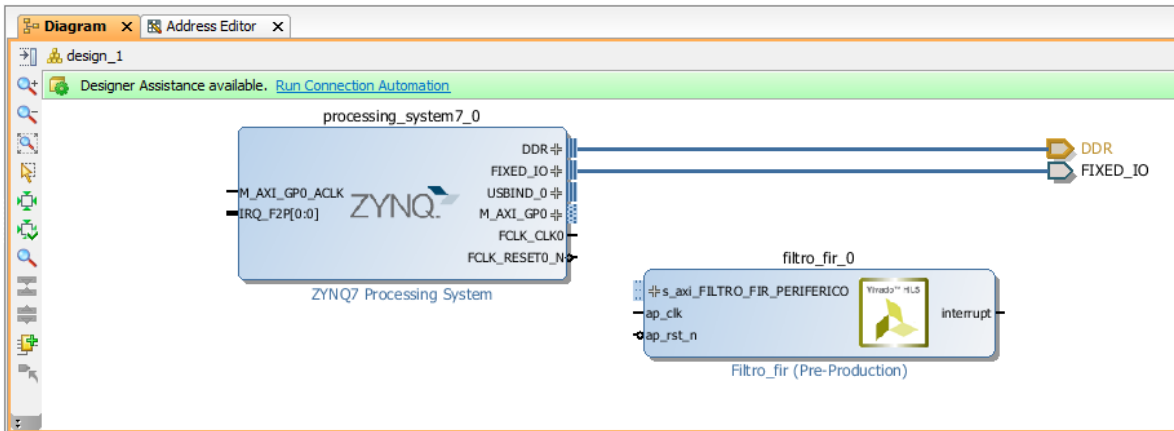 Diagram X Address Editor X
design_1
Designer Assistance available. Run Connection Automation
processing_system7_0
DDR
FIXED_IO
USBIND_0
M_AXI_GP0
FCLK_CLK0
FCLK_RESET0_N
M_AXI_GP0_ACLK
IRQ_F2P[0:0]
ZYNQ
ZYNQ7 Processing System
DDR
FIXED_IO
filtro_fir_0
s_axi_FILTRO_FIR_PERIFERICO
ap_clk
ap_rst_n
Vivado™ HLS
interrupt
Filtro_fir (Pre-Production)